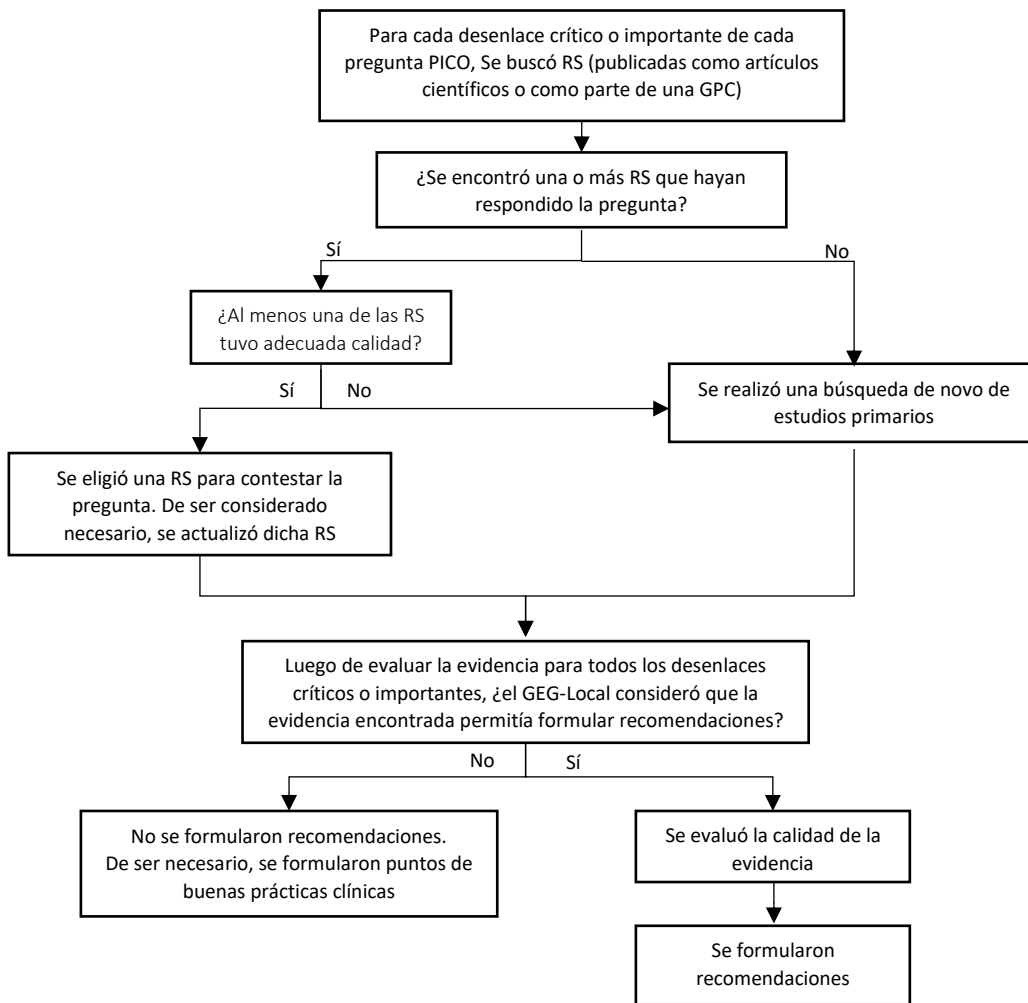 Para cada desenlace crítico o importante de cada
pregunta PICO, Se buscó RS (publicadas como artículos
científicos o como parte de una GPC)
¿Se encontró una o más RS que hayan
respondido la pregunta?
Sí
No
¿Al menos una de las RS
tuvo adecuada calidad?
Sí
No
Se realizó una búsqueda de novo de
estudios primarios
Se eligió una RS para contestar la
pregunta. De ser considerado
necesario, se actualizó dicha RS
Luego de evaluar la evidencia para todos los desenlaces
críticos o importantes, ¿el GEG-Local consideró que la
evidencia encontrada permitía formular recomendaciones?
No
Sí
No se formularon recomendaciones.
De ser necesario, se formularon puntos de
buenas prácticas clínicas
Se evaluó la calidad de la
evidencia
Se formularon
recomendaciones